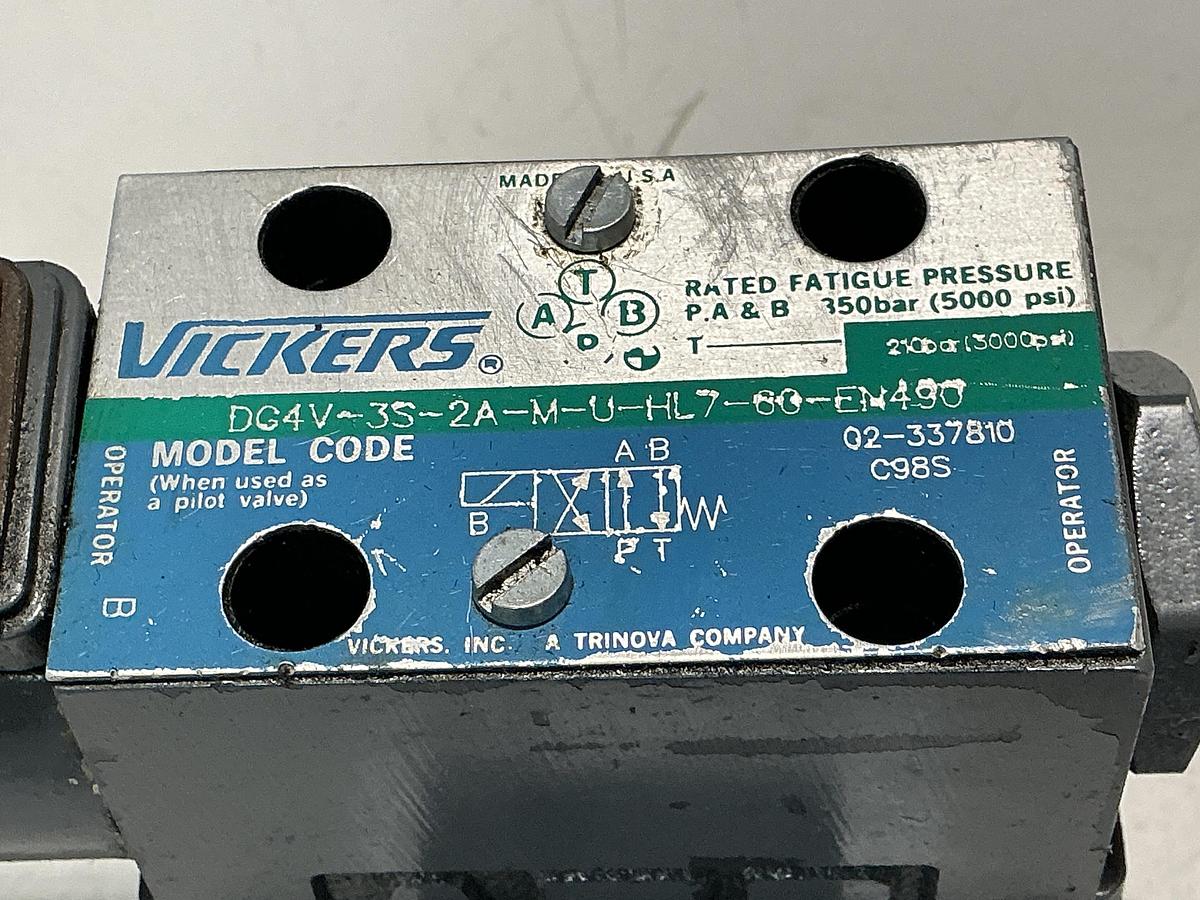 MADE U.S.A
T
A B
P
RATED FATIGUE PRESSURE
P.A & B 350bar (5000 psi)
T 210bar (3000psi)
VICKERS®
DG4V-3S-2A-M-U-HL7-60-EN490
MODEL CODE
(When used as
a pilot valve)
02-337810
C98S
A B
B
P T
OPERATOR B
OPERATOR
VICKERS, INC. A TRINOVA COMPANY